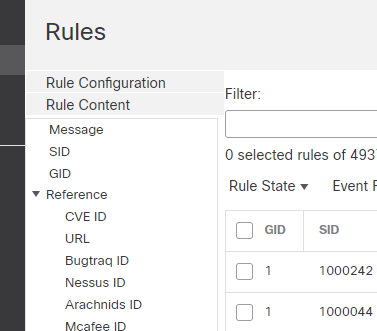 Rules
Rule Configuration
Rule Content
Message
SID
GID
Reference
CVE ID
URL
Bugtraq ID
Nessus ID
Arachnids ID
Mcafee ID
Filter:
0 selected rules of 493
Rule State Event
GID SID
1 1000242
1 1000044